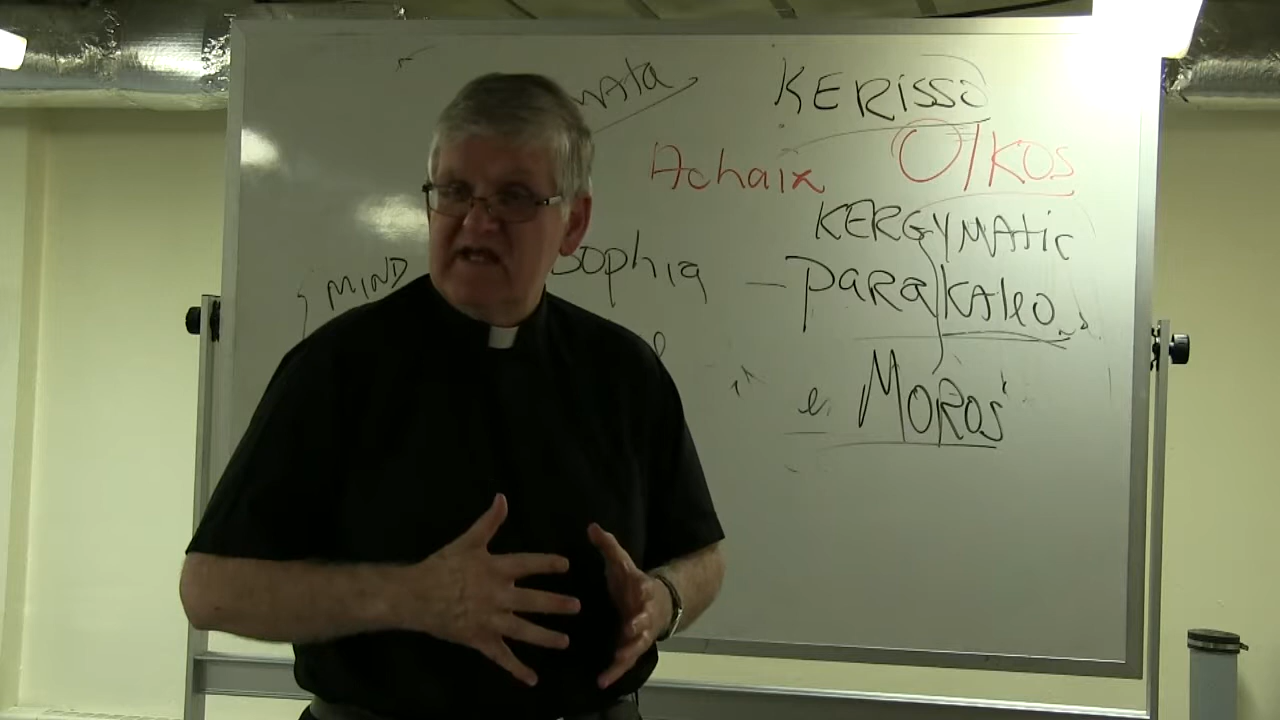 KERISSO
Achaia OIKOS
KERGYMATIC
MIND Sophia - PARAKALEO
MOROS